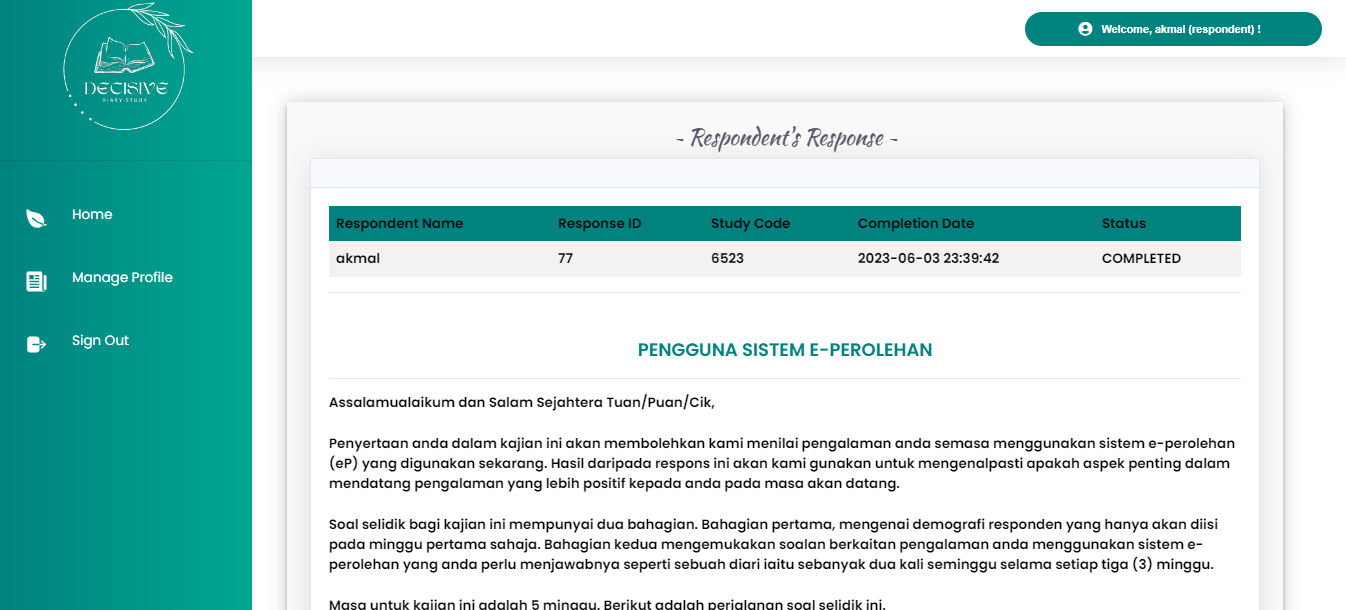 DECISIVE
DIARY STUDY
Welcome, akmal (respondent) !
Home
Manage Profile
Sign Out
~ Respondent's Response ~
Respondent Name Response ID Study Code Completion Date Status
akmal 77 6523 2023-06-03 23:39:42 COMPLETED
PENGGUNA SISTEM E-PEROLEHAN
Assalamualaikum dan Salam Sejahtera Tuan/Puan/Cik,
Penyertaan anda dalam kajian ini akan membolehkan kami menilai pengalaman anda semasa menggunakan sistem e-perolehan
(eP) yang digunakan sekarang. Hasil daripada respons ini akan kami gunakan untuk mengenalpasti apakah aspek penting dalam
mendatang pengalaman yang lebih positif kepada anda pada masa akan datang.
Soal selidik bagi kajian ini mempunyai dua bahagian. Bahagian pertama, mengenai demografi responden yang hanya akan diisi
pada minggu pertama sahaja. Bahagian kedua mengemukakan soalan berkaitan pengalaman anda menggunakan sistem e-
perolehan yang anda perlu menjawabnya seperti sebuah diari iaitu sebanyak dua kali seminggu selama setiap tiga (3) minggu.
Masa untuk kajian ini adalah 5 minggu. Berikut adalah perjalanan soal selidik ini.